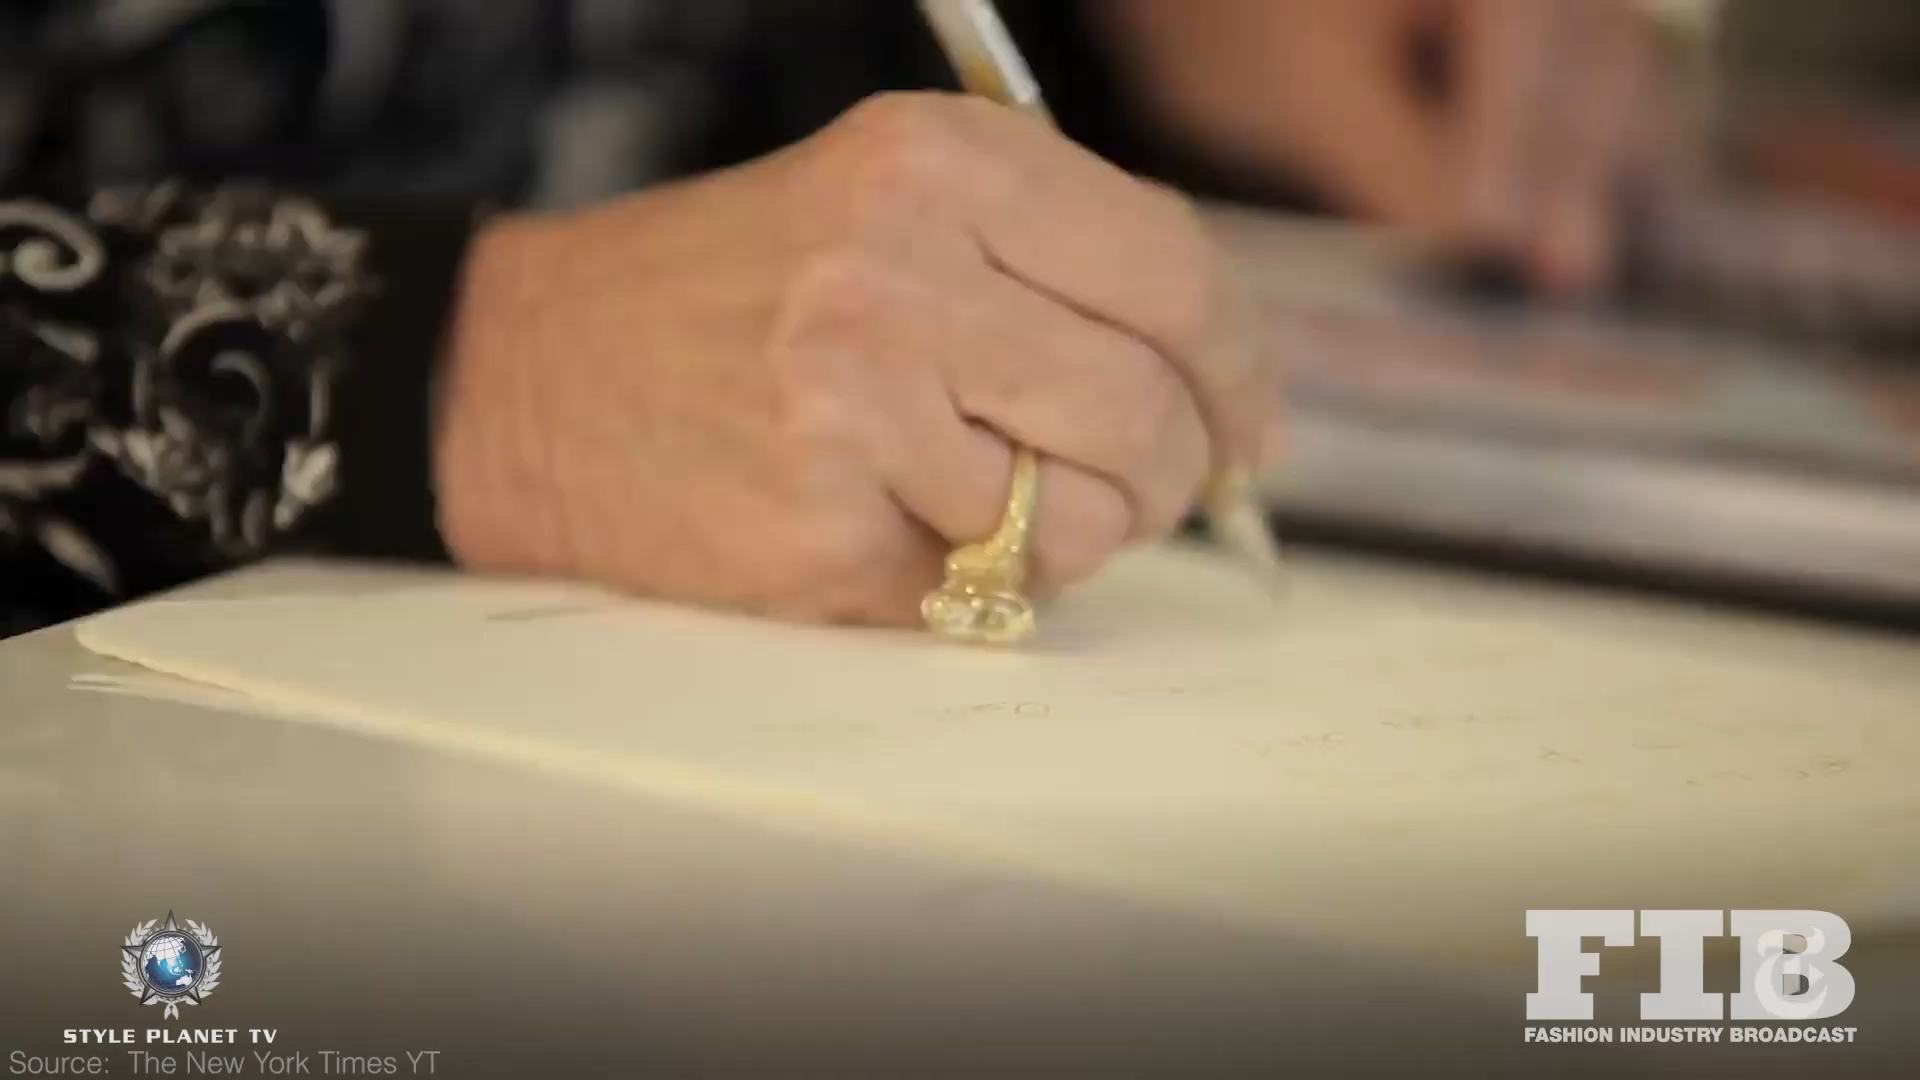 STYLE PLANET TV
Source: The New York Times YT
FIB
FASHION INDUSTRY BROADCAST